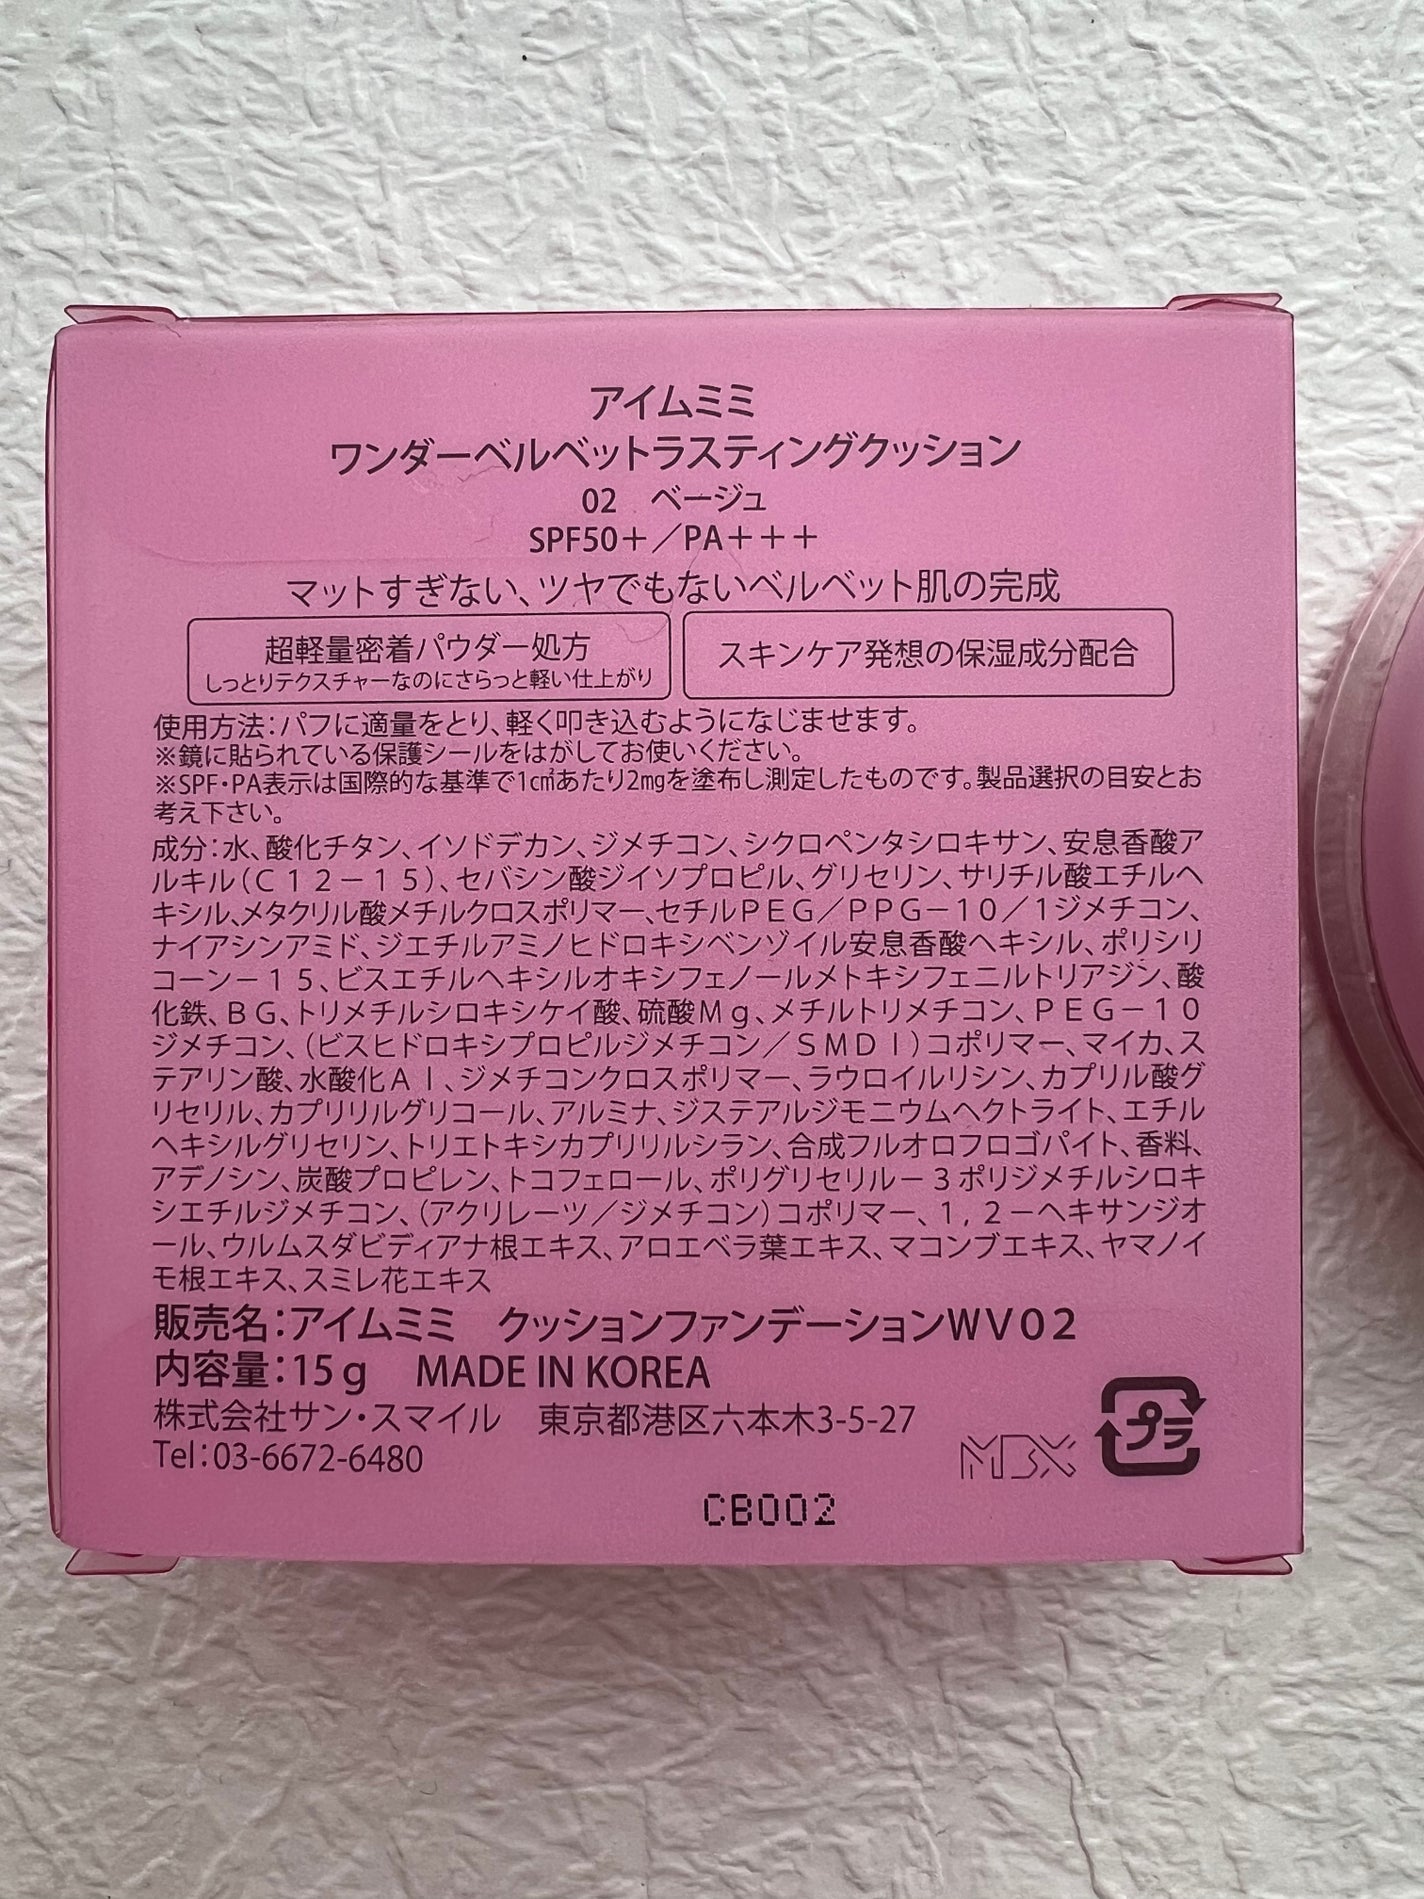 アイムミミ
ワンダーベルベットラスティングクッション
02　ベージュ
SPF50＋／PA＋＋＋
マットすぎない、ツヤでもないベルベット肌の完成
超軽量密着パウダー処方
しっとりテクスチャーなのにさらっと軽い仕上がり
スキンケア発想の保湿成分配合
使用方法：パフに適量をとり、軽く叩き込むようになじませます。
※鏡に貼られている保護シールをはがしてお使いください。
※SPF・PA表示は国際的な基準で1㎠あたり2㎎を塗布し測定したものです。製品選択の目安とお
考え下さい。
成分：水、酸化チタン、イソドデカン、ジメチコン、シクロペンタシロキサン、安息香酸ア
ルキル（Ｃ１２－１５）、セバシン酸ジイソプロピル、グリセリン、サリチル酸エチルヘ
キシル、メタクリル酸メチルクロスポリマー、セチルＰＥＧ／ＰＰＧ－１０／１ジメチコン、
ナイアシンアミド、ジエチルアミノヒドロキシベンゾイル安息香酸ヘキシル、ポリシリ
コーン－１５、ビスエチルヘキシルオキシフェノールメトキシフェニルトリアジン、酸
化鉄、ＢＧ、トリメチルシロキシケイ酸、硫酸Ｍｇ、メチルトリメチコン、ＰＥＧ－１０
ジメチコン、（ビスヒドロキシプロピルジメチコン／ＳＭＤＩ）コポリマー、マイカ、ス
テアリン酸、水酸化Ａｌ、ジメチコンクロスポリマー、ラウロイルリシン、カプリル酸グ
リセリル、カプリリルグリコール、アルミナ、ジステアルジモニウムヘクトライト、エチル
ヘキシルグリセリン、トリエトキシカプリリルシラン、合成フルオロフロゴパイト、香料、
アデノシン、炭酸プロピレン、トコフェロール、ポリグリセリル－３ポリジメチルシロキ
シエチルジメチコン、（アクリレーツ／ジメチコン）コポリマー、１，２－ヘキサンジオ
ール、ウルムスダビディアナ根エキス、アロエベラ葉エキス、マコンブエキス、ヤマノイ
モ根エキス、スミレ花エキス
販売名：アイムミミ　クッションファンデーションWV02
内容量：15g　MADE IN KOREA
株式会社サン・スマイル　東京都港区六本木3-5-27
Tel：03-6672-6480
MDX
プラ
CB002